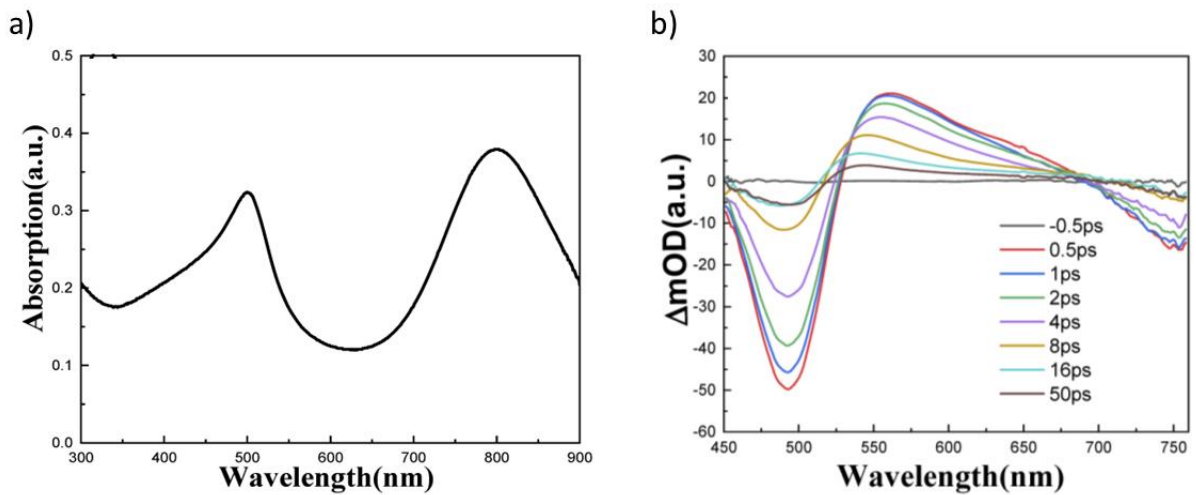 a)
Absorption(a.u.)
0.5
0.4
0.3
0.2
0.1
0.0
300 400 500 600 700 800 900
Wavelength(nm)
b)
ΔmOD(a.u.)
30
20
10
0
-10
-20
-30
-40
-50
-60
-0.5ps
0.5ps
1ps
2ps
4ps
8ps
16ps
50ps
450 500 550 600 650 700 750
Wavelength(nm)